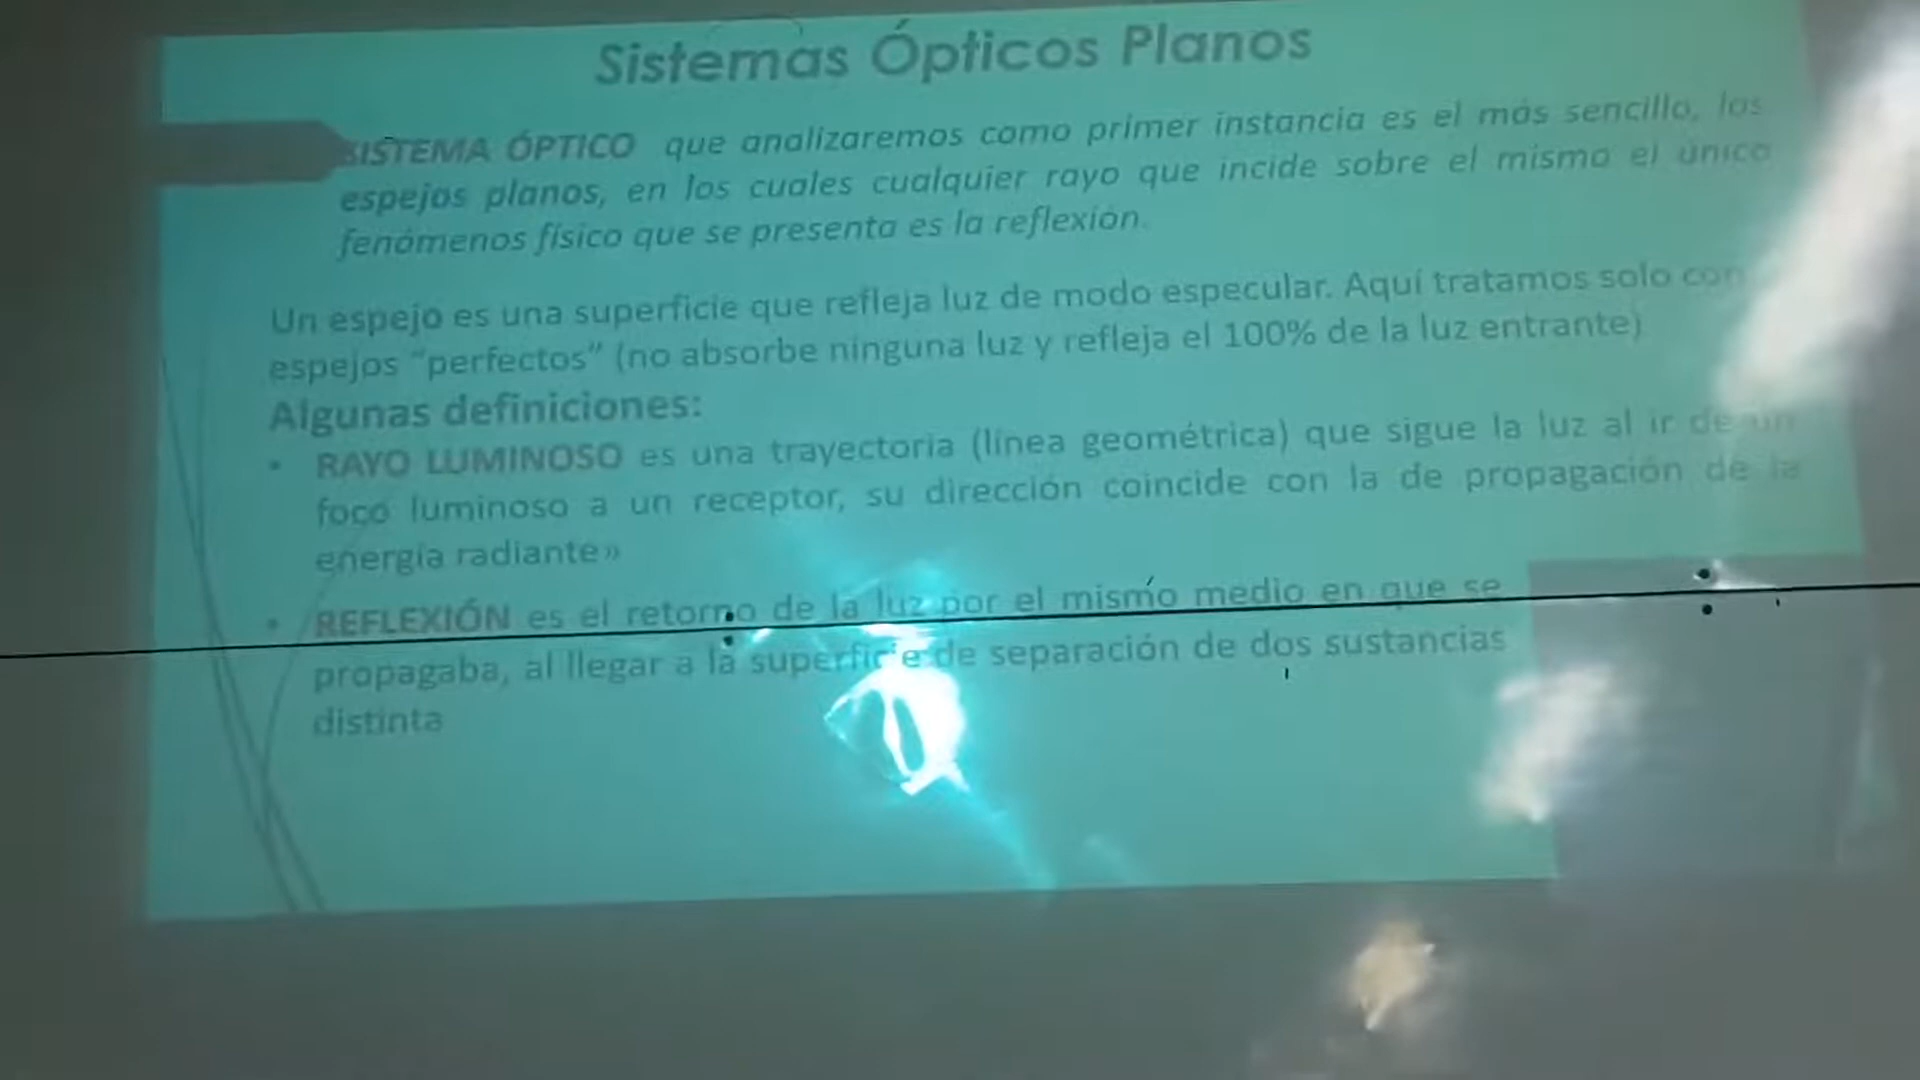 Sistemas Ópticos Planos
SISTEMA ÓPTICO que analizaremos como primer instancia es el más sencillo, los
espejos planos, en los cuales cualquier rayo que incide sobre el mismo el único
fenómenos físico que se presenta es la reflexión.
Un espejo es una superficie que refleja luz de modo especular. Aquí tratamos solo con
espejos “perfectos” (no absorbe ninguna luz y refleja el 100% de la luz entrante)
Algunas definiciones:
• RAYO LUMINOSO es una trayectoria (línea geométrica) que sigue la luz al ir de un
foco luminoso a un receptor, su dirección coincide con la de propagación de la
energía radiante»
• REFLEXIÓN es el retorno de la luz por el mismo medio en que se
propagaba, al llegar a la superficie de separación de dos sustancias
distinta